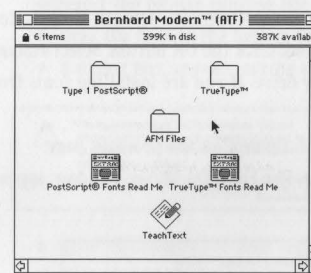 Bernhard Modern™ (ATF)
6 items 399K in disk 387K availab
Type 1 PostScript® TrueType™
AFM Files
PostScript® Fonts Read Me TrueType™ Fonts Read Me
TeachText